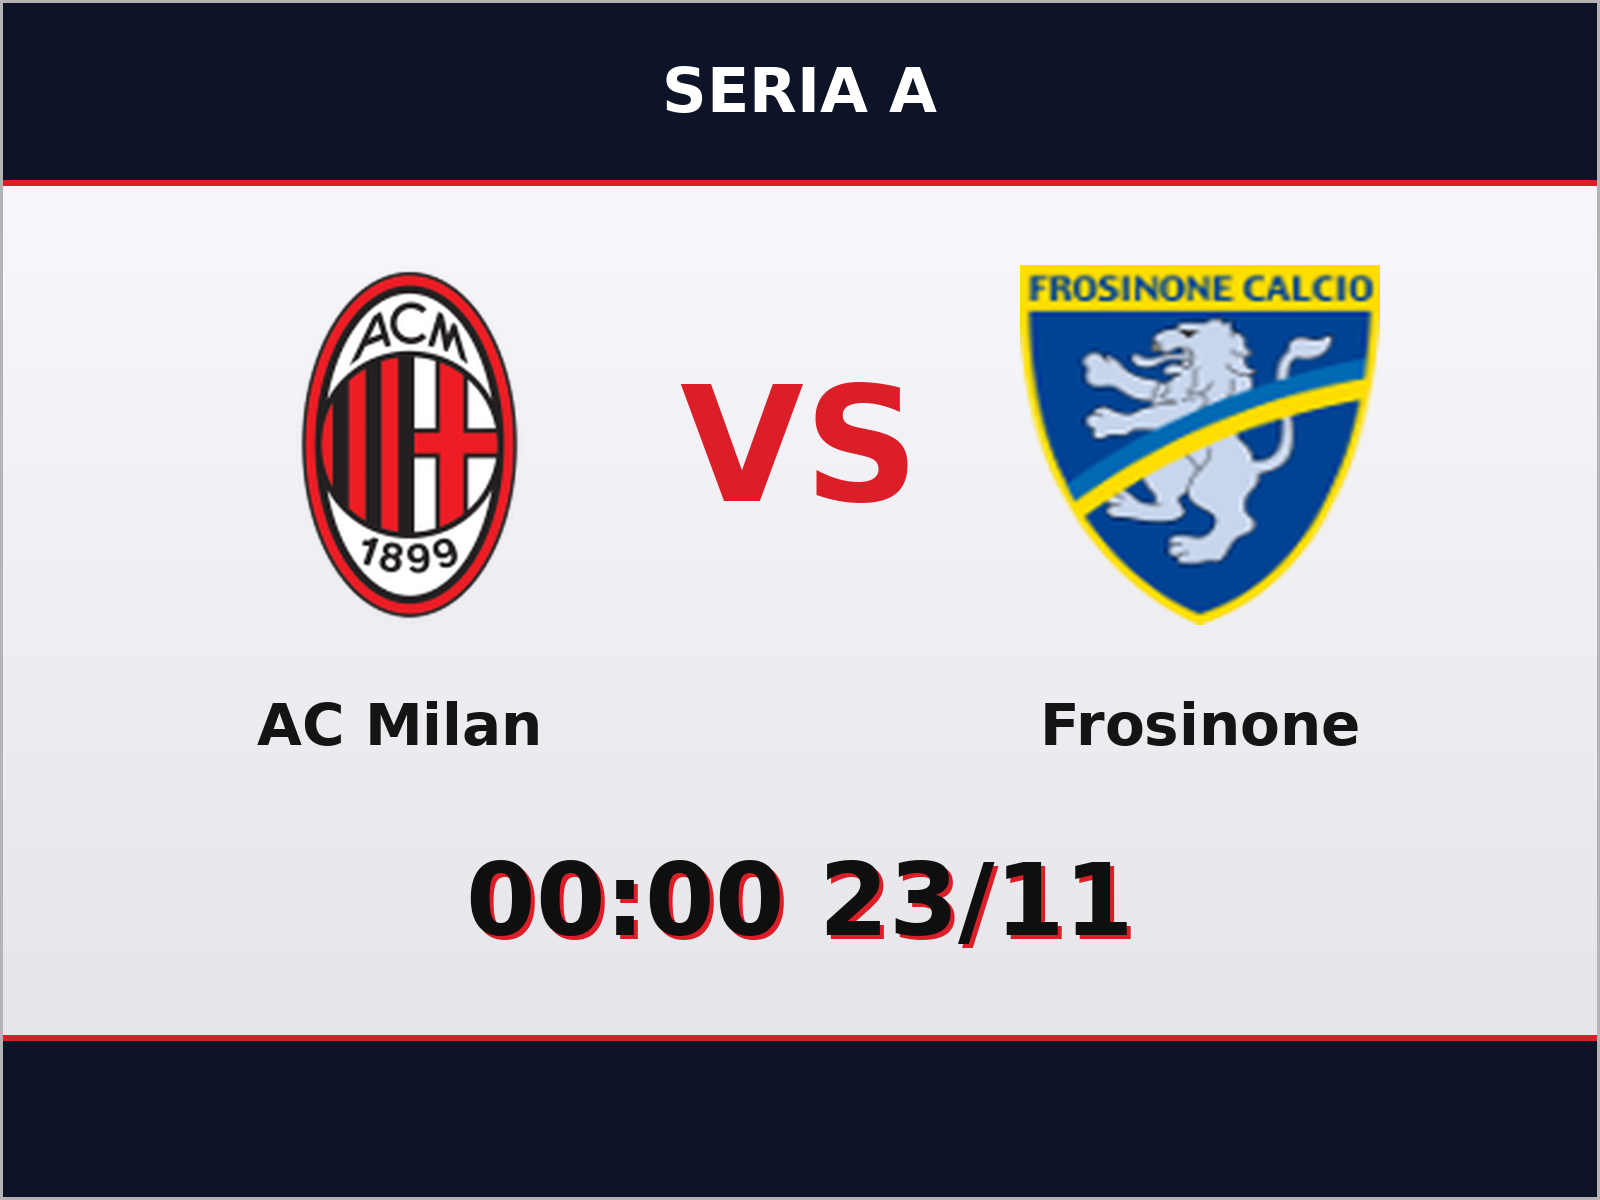 SERIA A
ACM
1899
FROSINONE CALCIO
VS
AC Milan
Frosinone
00:00 23/11